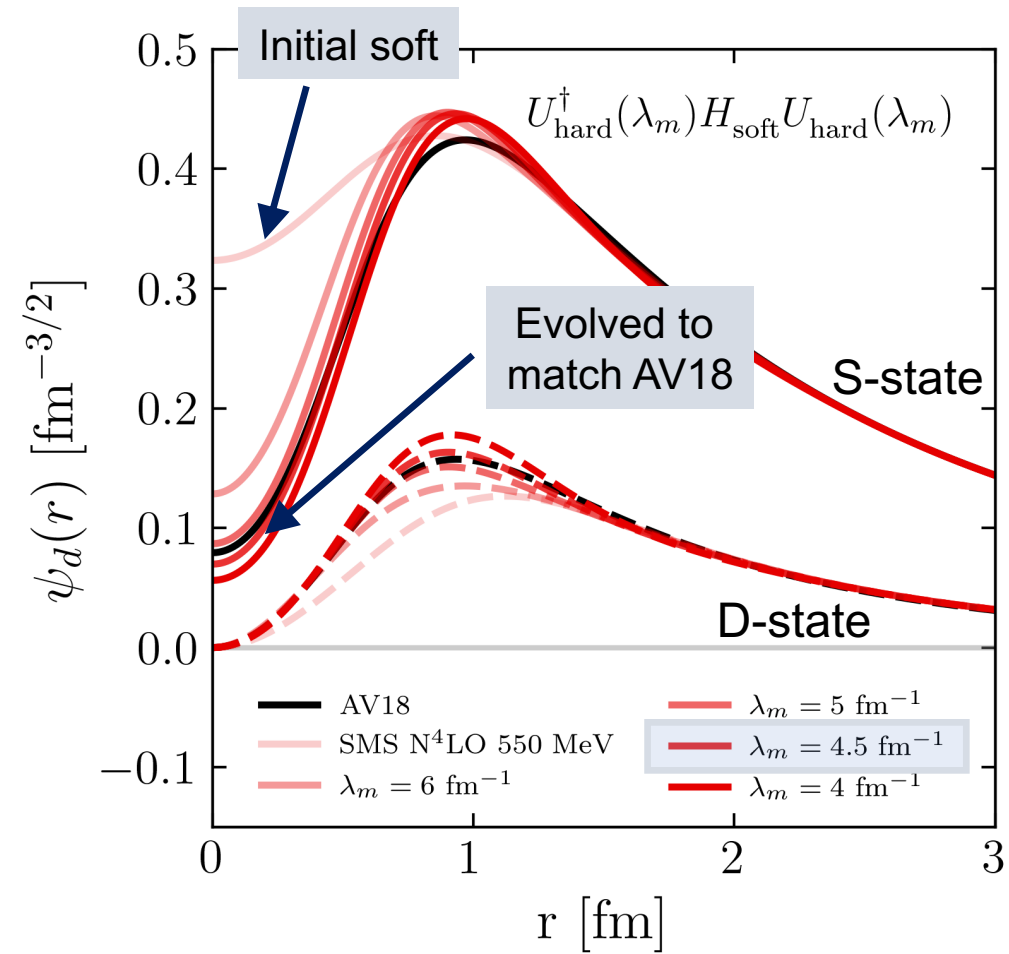 Initial soft
U†hard(λm)HsoftUhard(λm)
Evolved to
match AV18
S-state
D-state
ψd(r) [fm−3/2]
0.5
0.4
0.3
0.2
0.1
0.0
−0.1
AV18
SMS N4LO 550 MeV
λm = 6 fm−1
λm = 5 fm−1
λm = 4.5 fm−1
λm = 4 fm−1
0 1 2 3
r [fm]